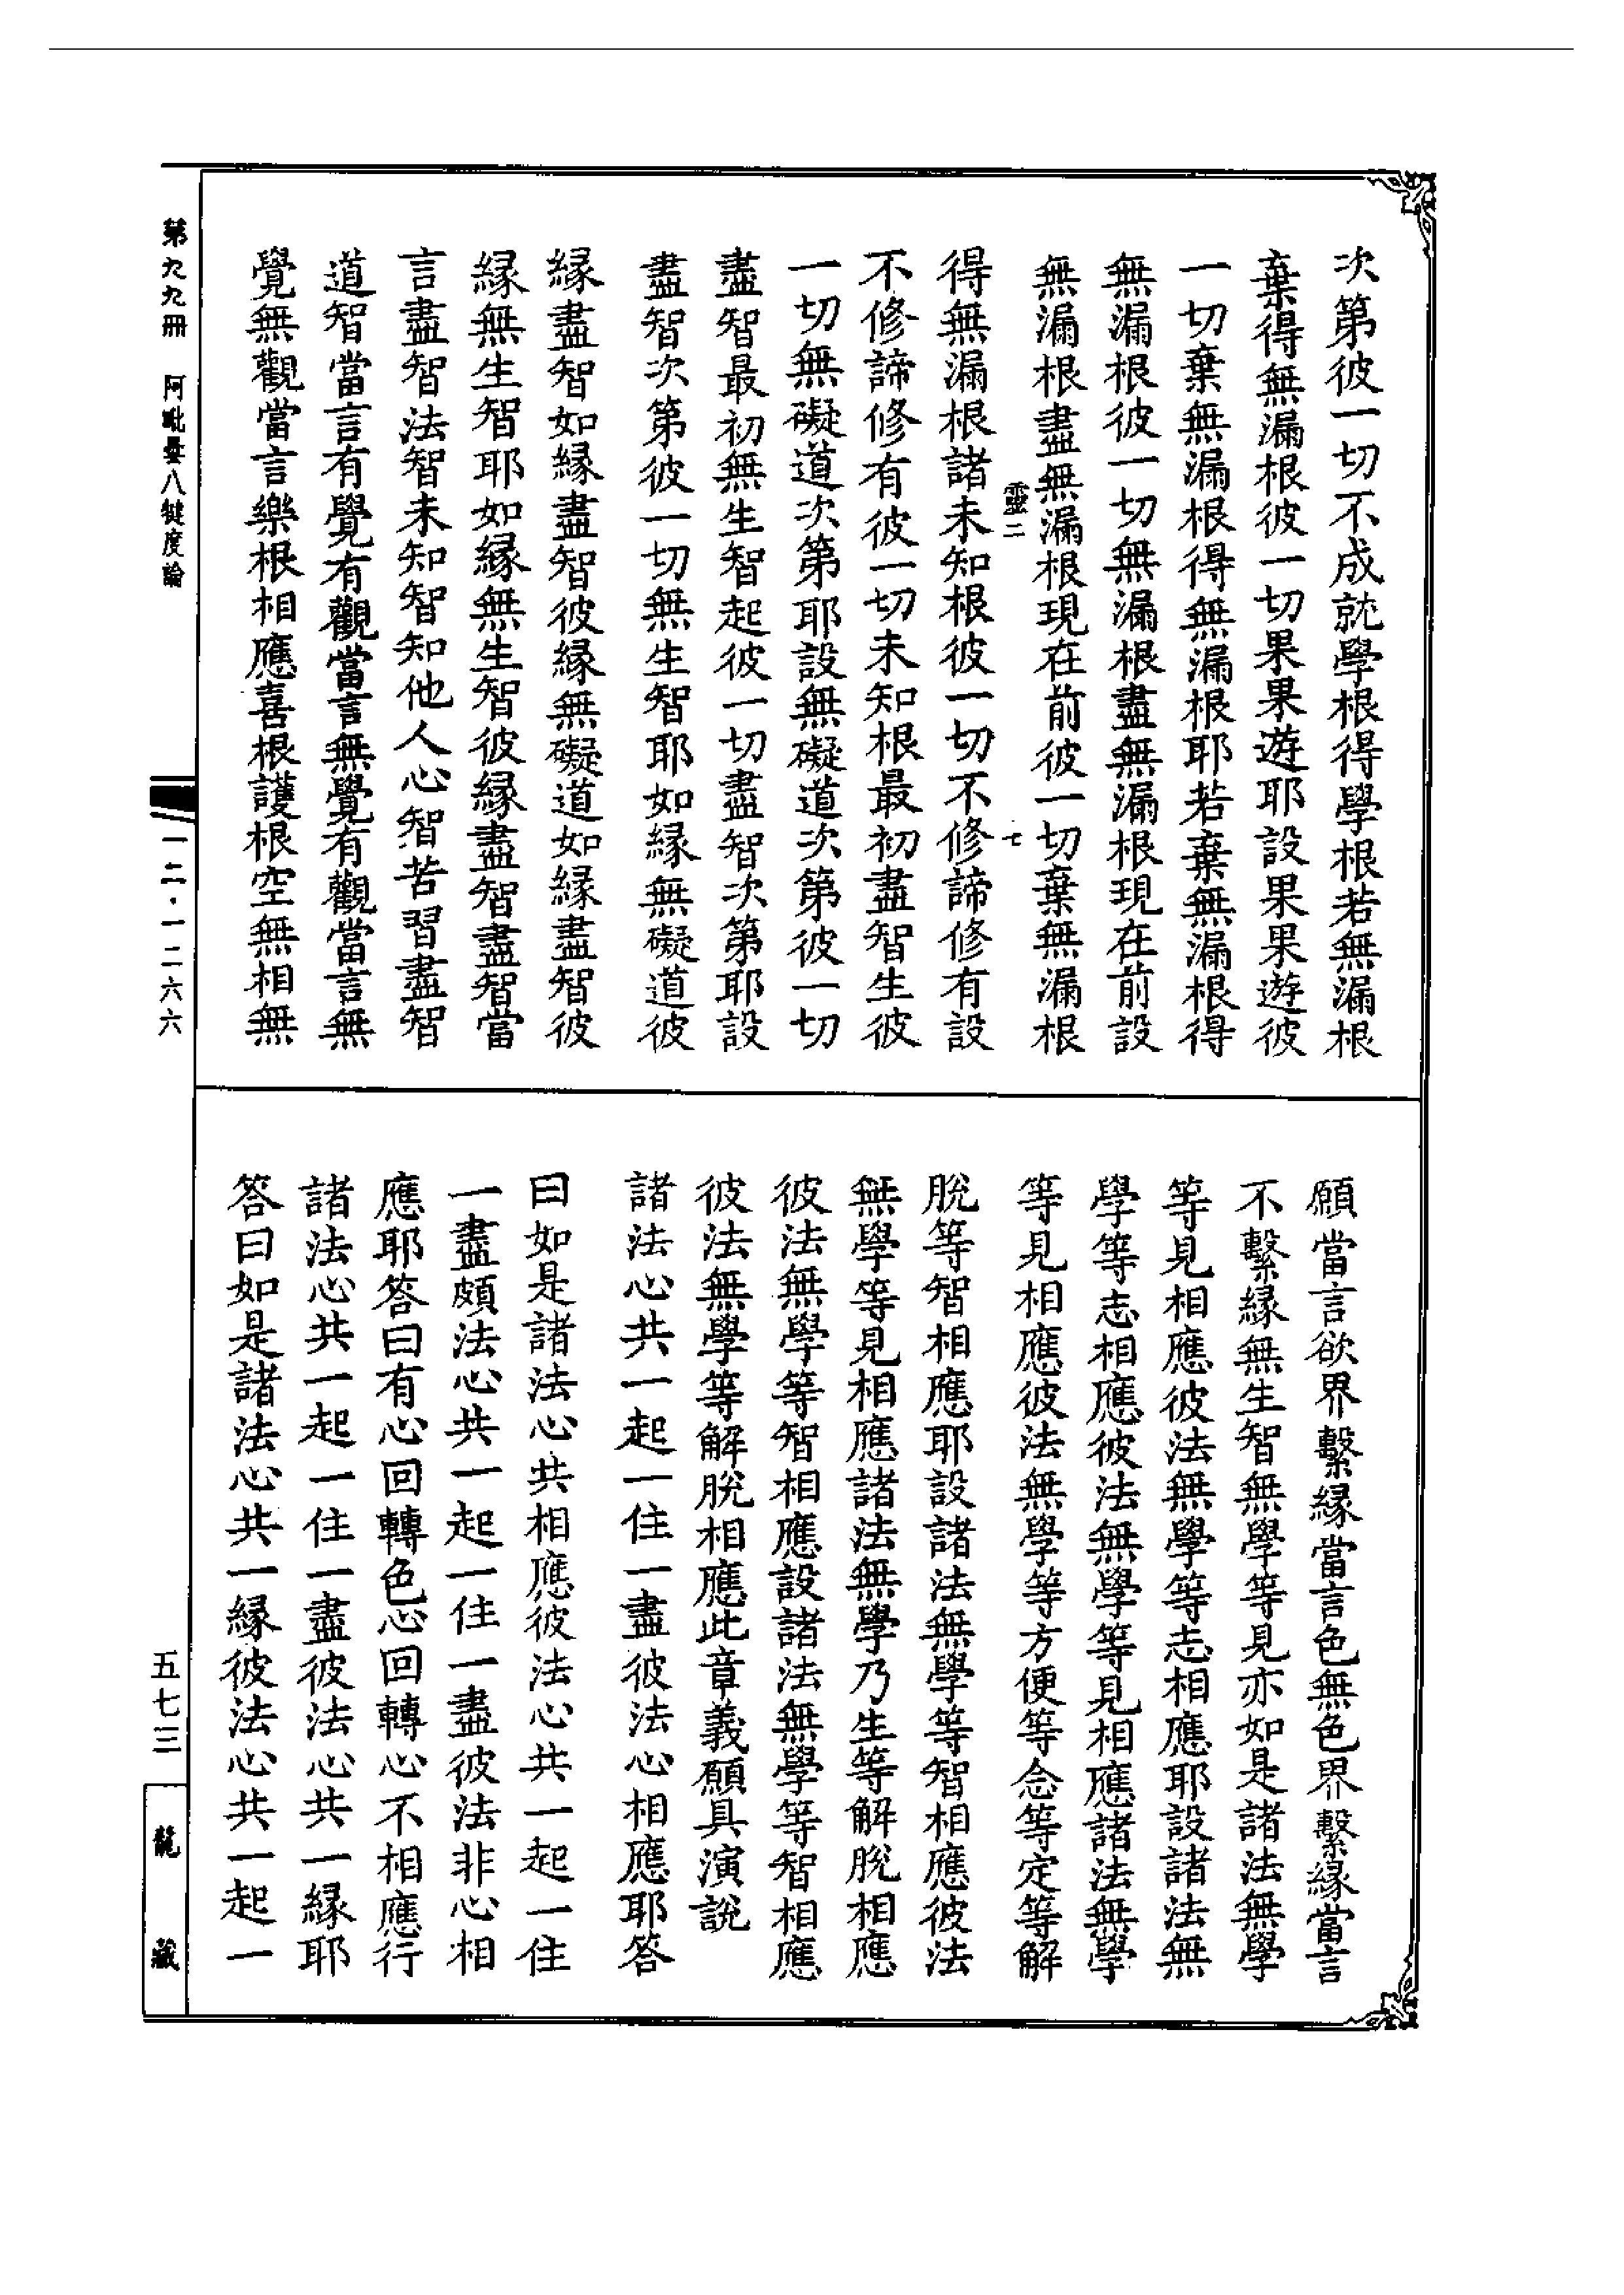 次第彼一切不成就學根得學根若無漏根
棄得無漏根彼一切果果遊耶設果果遊彼
一切棄無漏根得無漏根耶若棄無漏根得
無漏根彼一切無漏根盡無漏根現在前設
無漏根盡無漏根現在前彼一切棄無漏根
靈二
七
得無漏根諸未知根彼一切不修諦修有設
不修諦修有彼一切未知根最初盡智生彼
一切無礙道次第耶設無礙道次第彼一切
盡智最初無生智起彼一切盡智次第耶設
盡智次第彼一切無生智耶如緣無礙道彼
緣盡智如緣盡智彼緣無礙道如緣盡智彼
緣無生智耶如緣無生智彼緣盡智盡智當
言盡智法智未知智知他人心智苦習盡智
道智當言有覺有觀當言無覺有觀當言無
覺無觀當言樂根相應喜根護根空無相無
願當言欲界繫緣當言色無色界繫緣當言
不繫緣無生智無學等見亦如是諸法無學
等見相應彼法無學等志相應耶設諸法無
學等志相應彼法無學等見相應諸法無學
等見相應彼法無學等方便等念等定等解
脫等智相應耶設諸法無學等智相應彼法
無學等見相應諸法無學乃生等解脫相應
彼法無學等智相應設諸法無學等智相應
彼法無學等解脫相應此章義願具演說
諸法心共一起一住一盡彼法心相應耶答
曰如是諸法心共相應彼法心共一起一住
一盡頗法心共一起一住一盡彼法非心相
應耶答曰有心回轉色心回轉心不相應行
諸法心共一起一住一盡彼法心共一緣耶
答曰如是諸法心共一緣彼法心共一起一
第九九冊　阿毗曇八犍度論
一二·一二六六
五七三
龍藏